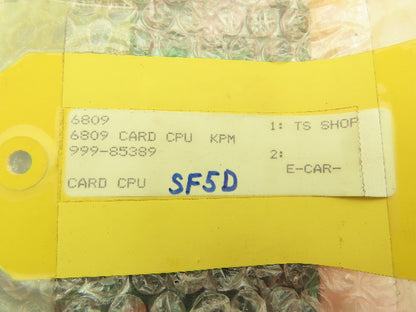 6809
6809 CARD CPU KPM
999-85389
CARD CPU SF5D
1: TS SHOP
2:
E-CAR-